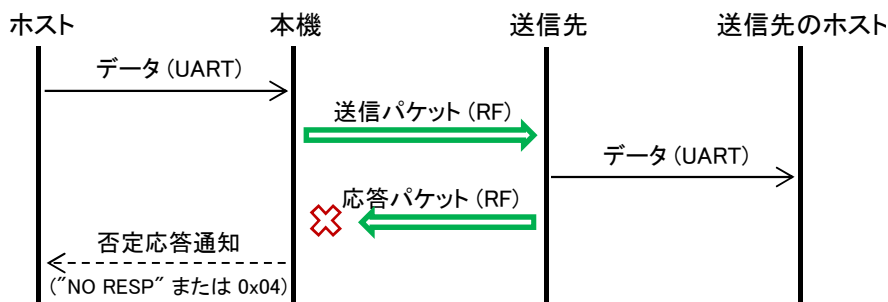 ホスト
本機
送信先
送信先のホスト
データ (UART)
送信パケット (RF)
データ (UART)
応答パケット (RF)
否定応答通知
("NO RESP" または 0x04)